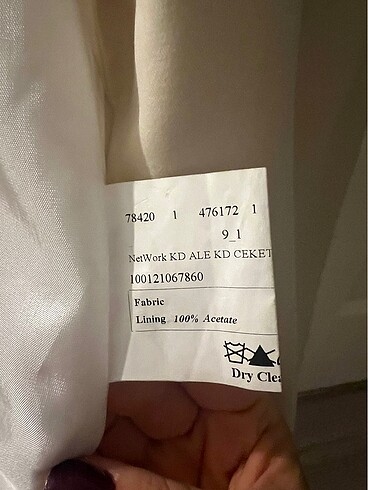 78420 1 476172 1
9_1
NetWork KD ALE KD CEKET
100121067860
Fabric
Lining 100% Acetate
Dry Clea